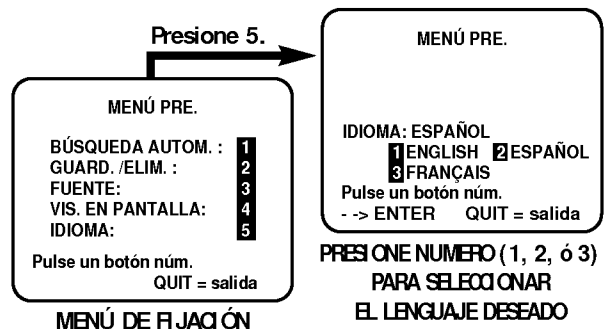 Presione 5.
MENÚ PRE.
BÚSQUEDA AUTOM. : 1
GUARD. /ELIM. : 2
FUENTE: 3
VIS. EN PANTALLA: 4
IDIOMA: 5
Pulse un botón núm.
QUIT = salida
MENÚ DE FIJACIÓN
MENÚ PRE.
IDIOMA: ESPAÑOL
1 ENGLISH 2 ESPAÑOL
3 FRANÇAIS
Pulse un botón núm.
- -> ENTER QUIT = salida
PRESIONE NUMERO (1, 2, ó 3)
PARA SELECCIONAR
EL LENGUAJE DESEADO